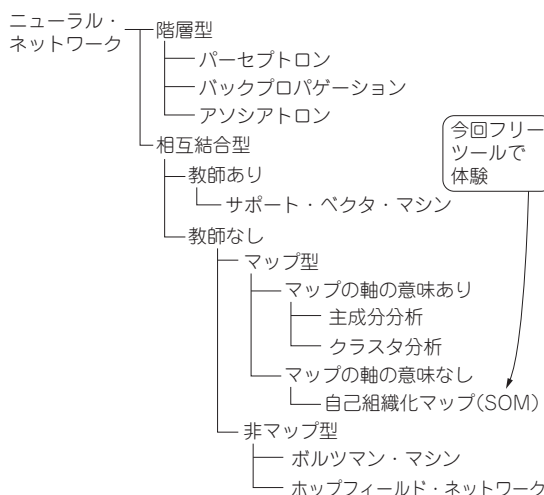 ニューラル・
ネットワーク
階層型
パーセプトロン
バックプロパゲーション
アソシアトロン
相互結合型
今回フリー
ツールで
体験
教師あり
サポート・ベクタ・マシン
教師なし
マップ型
マップの軸の意味あり
主成分分析
クラスタ分析
マップの軸の意味なし
自己組織化マップ(SOM)
非マップ型
ボルツマン・マシン
ホップフィールド・ネットワーク